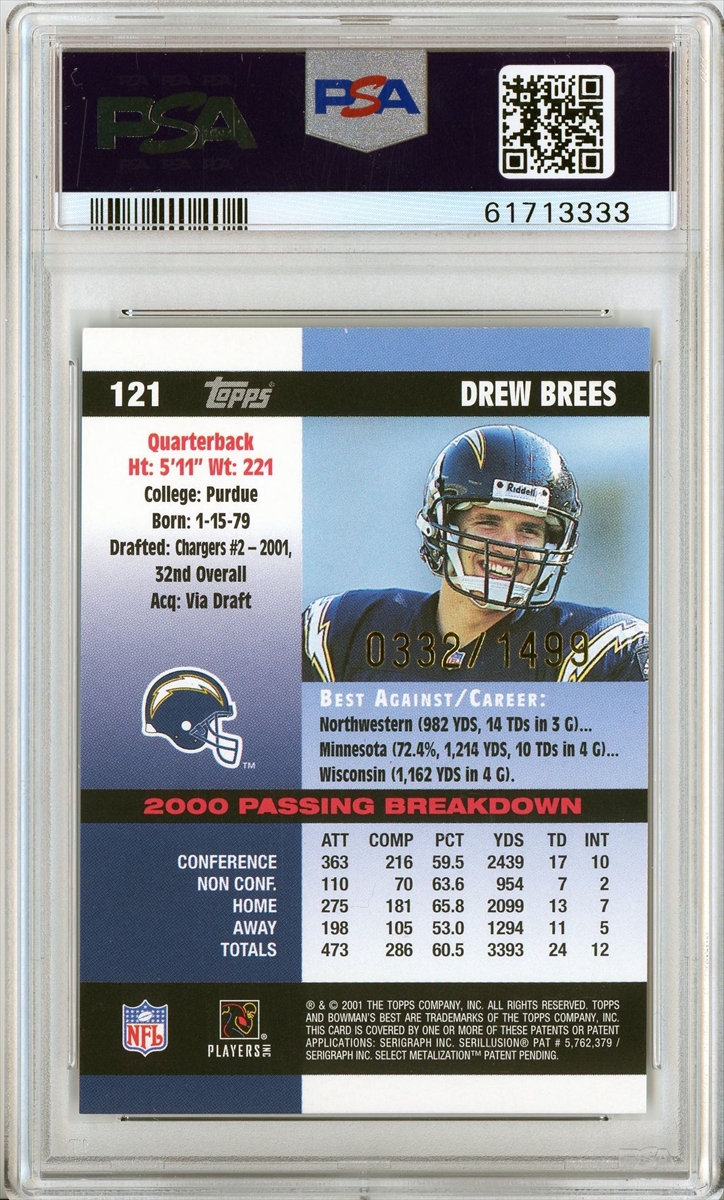 PSA PSA PSA
PSA
PSA PSA PSA
PSA
61713333
121 TOPPS® DREW BREES
Quarterback
Ht: 5'11" Wt: 221
College: Purdue
Born: 1-15-79
Drafted: Chargers #2 – 2001,
32nd Overall
Acq: Via Draft
Riddell
0332/1499
BEST AGAINST/CAREER:
Northwestern (982 YDS, 14 TDs in 3 G)...
Minnesota (72.4%, 1,214 YDS, 10 TDs in 4 G)...
Wisconsin (1,162 YDS in 4 G).
TM
2000 PASSING BREAKDOWN
ATT COMP PCT YDS TD INT
CONFERENCE 363 216 59.5 2439 17 10
NON CONF. 110 70 63.6 954 7 2
HOME 275 181 65.8 2099 13 7
AWAY 198 105 53.0 1294 11 5
TOTALS 473 286 60.5 3393 24 12
NFL
PLAYERS INC ®
® & © 2001 THE TOPPS COMPANY, INC. ALL RIGHTS RESERVED. TOPPS
AND BOWMAN'S BEST ARE TRADEMARKS OF THE TOPPS COMPANY, INC.
THIS CARD IS COVERED BY ONE OR MORE OF THESE PATENTS OR PATENT
APPLICATIONS: SERIGRAPH INC. SERILLUSION® PAT # 5,762,379 /
SERIGRAPH INC. SELECT METALIZATION™ PATENT PENDING.
PSA